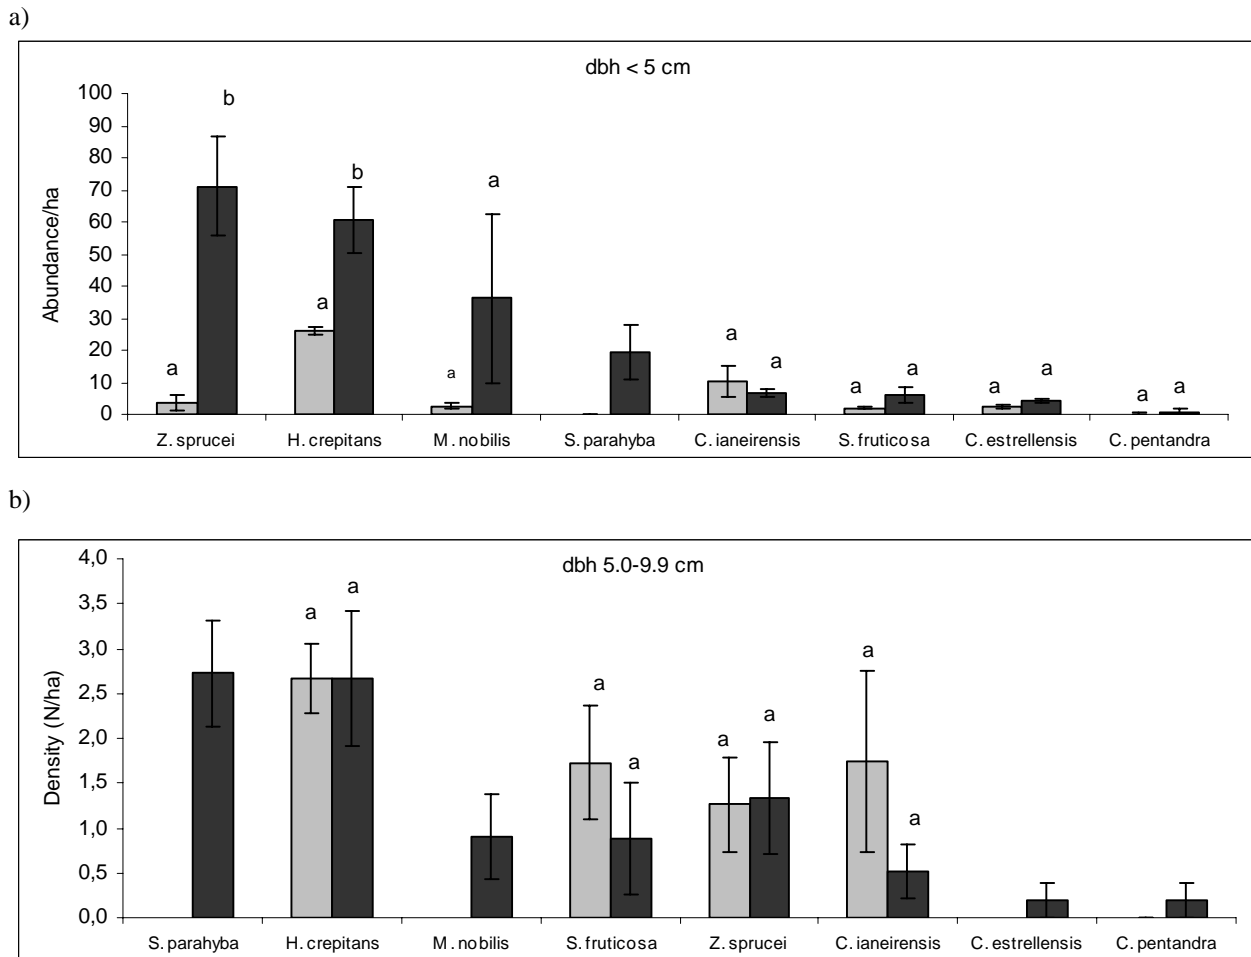 a)
dbh < 5 cm
Abundance/ha
100
90
80
70
60
50
40
30
20
10
0
a
b
a
b
a
a
a
a
a
a
a
a
a
a
Z. sprucei
H. crepitans
M. nobilis
S. parahyba
C. ianeirensis
S. fruticosa
C. estrellensis
C. pentandra
b)
dbh 5.0-9.9 cm
Density (N/ha)
4,0
3,5
3,0
2,5
2,0
1,5
1,0
0,5
0,0
a
a
a
a
a
a
a
a
S. parahyba
H. crepitans
M. nobilis
S. fruticosa
Z. sprucei
C. ianeirensis
C. estrellensis
C. pentandra